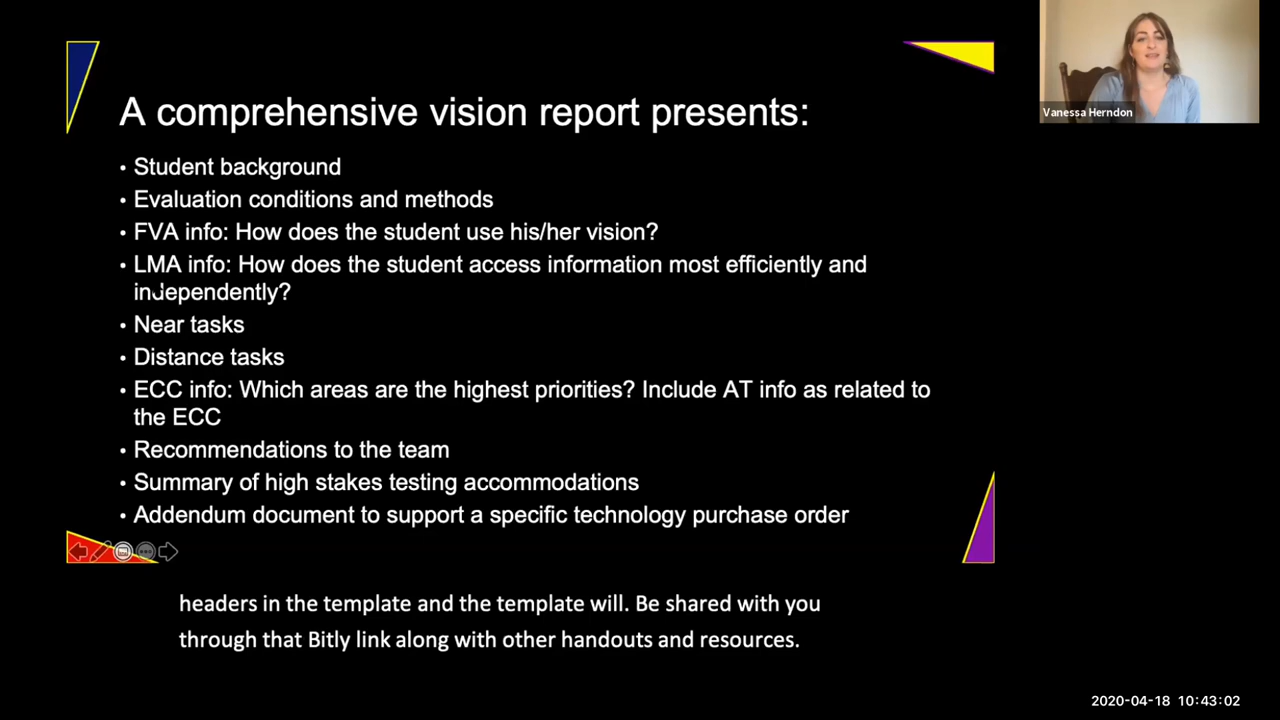 A comprehensive vision report presents:
• Student background
• Evaluation conditions and methods
• FVA info: How does the student use his/her vision?
• LMA info: How does the student access information most efficiently and
independently?
• Near tasks
• Distance tasks
• ECC info: Which areas are the highest priorities? Include AT info as related to
the ECC
• Recommendations to the team
• Summary of high stakes testing accommodations
• Addendum document to support a specific technology purchase order
Vanessa Herndon
headers in the template and the template will. Be shared with you
through that Bitly link along with other handouts and resources.
2020-04-18 10:43:02